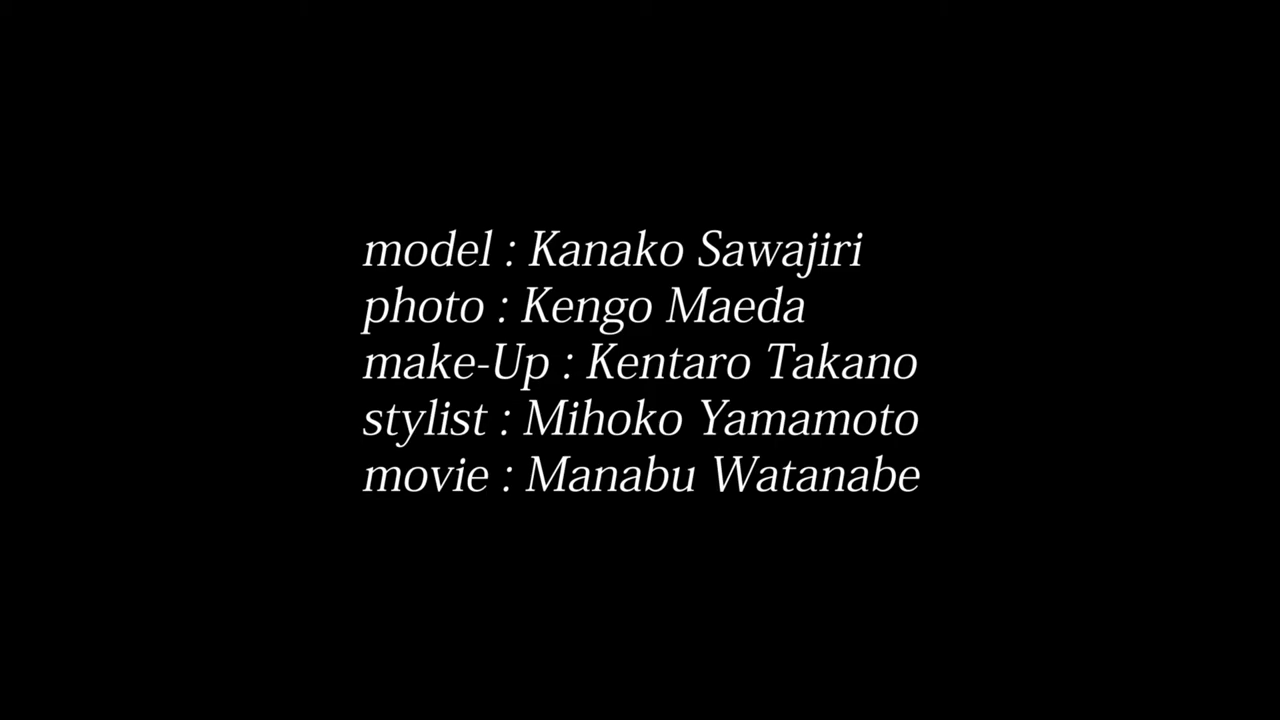 model : Kanako Sawajiri
photo : Kengo Maeda
make-Up : Kentaro Takano
stylist : Mihoko Yamamoto
movie : Manabu Watanabe